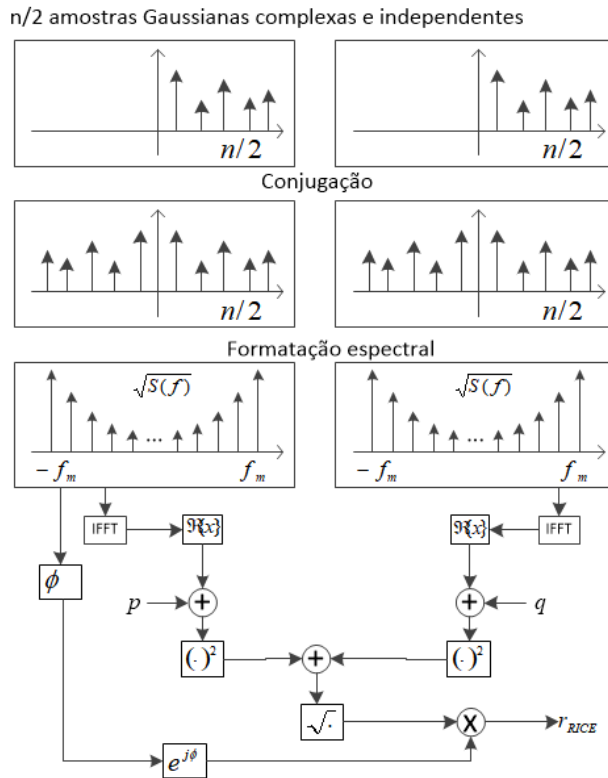 n/2 amostras Gaussianas complexas e independentes
n/2 n/2
Conjugação
n/2 n/2
Formatação espectral
√S(f) √S(f)
... ...
− f_m f_m − f_m f_m
IFFT ℜ{x} ℜ{x} IFFT
ϕ
p + + q
(.)² + (.)²
√. X r_RICE
e^{jϕ}